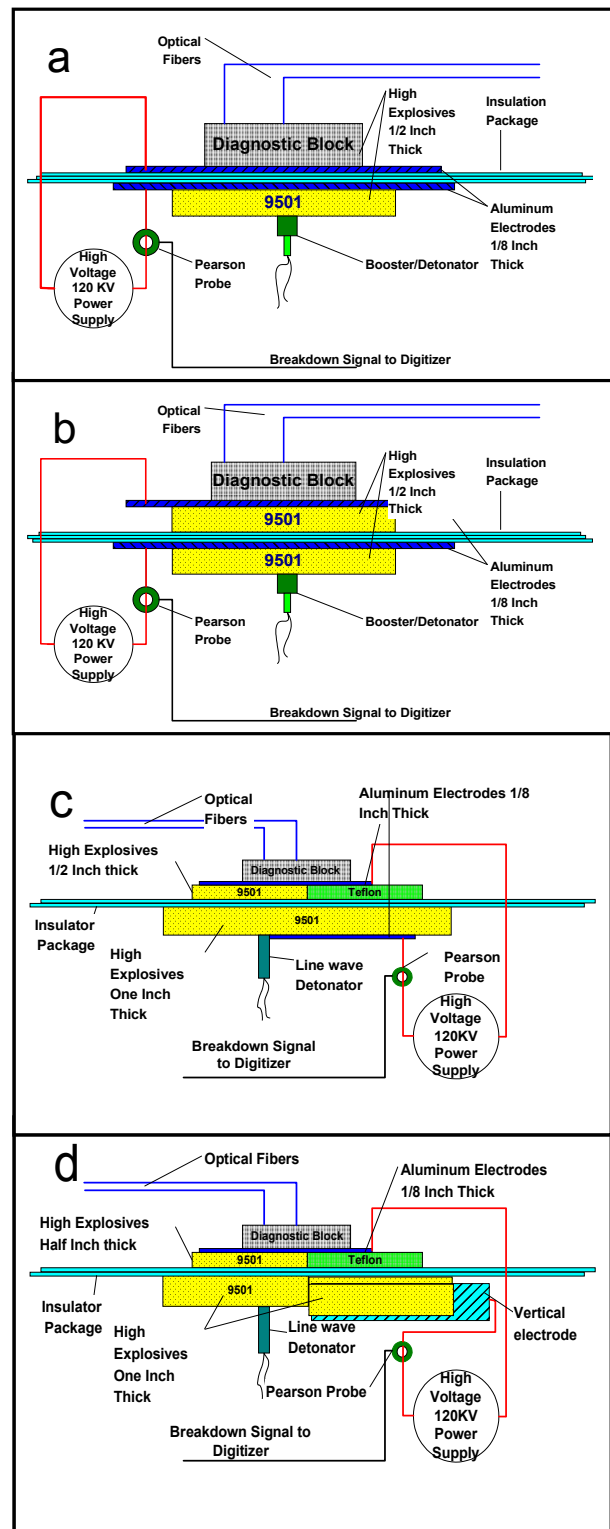 a
Optical
Fibers
High
Explosives
1/2 Inch
Thick
Insulation
Package
Diagnostic Block
9501
High
Voltage
120 KV
Power
Supply
Pearson
Probe
Booster/Detonator
Aluminum
Electrodes
1/8 Inch
Thick
Breakdown Signal to Digitizer
b
Optical
Fibers
High
Explosives
1/2 Inch
Thick
Insulation
Package
Diagnostic Block
9501
9501
High
Voltage
120 KV
Power
Supply
Pearson
Probe
Booster/Detonator
Aluminum
Electrodes
1/8 Inch
Thick
Breakdown Signal to Digitizer
c
Optical
Fibers
Aluminum Electrodes 1/8
Inch Thick
High Explosives
1/2 Inch thick
Diagnostic Block
9501
Teflon
9501
Insulator
Package
High
Explosives
One Inch
Thick
Line wave
Detonator
Pearson
Probe
High
Voltage
120KV
Power
Supply
Breakdown Signal
to Digitizer
d
Optical Fibers
Aluminum Electrodes
1/8 Inch Thick
High Explosives
Half Inch thick
Diagnostic Block
9501
Teflon
9501
Insulator
Package
High
Explosives
One Inch
Thick
Line wave
Detonator
Vertical
electrode
Pearson Probe
High
Voltage
120KV
Power
Supply
Breakdown Signal to
Digitizer